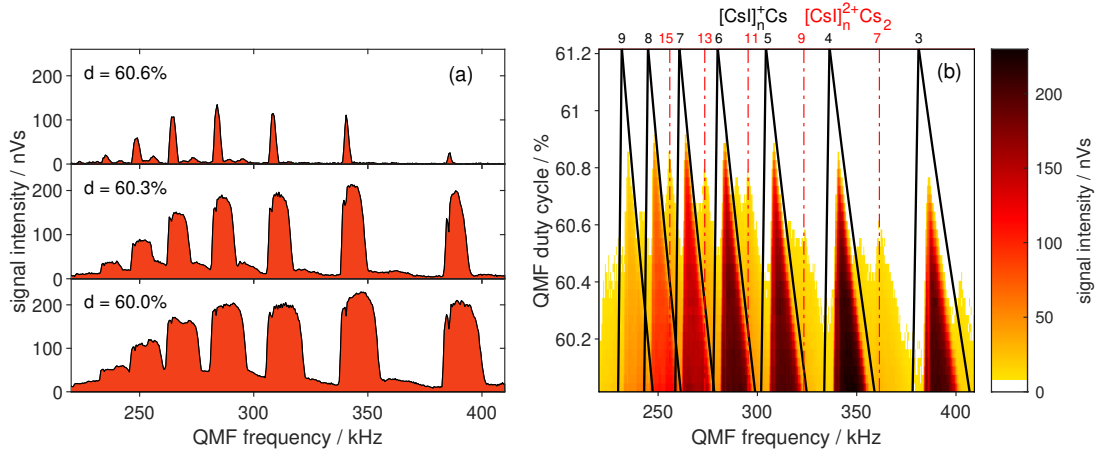 (a)
d = 60.6%
d = 60.3%
d = 60.0%
signal intensity / nVs
0
100
200
0
100
200
0
100
200
250 300 350 400
QMF frequency / kHz
[CsI]n+Cs [CsI]n2+Cs2
9 8 15 7 13 6 11 5 9 4 7 3
(b)
QMF duty cycle / %
61.2
61
60.8
60.6
60.4
60.2
250 300 350 400
QMF frequency / kHz
200
150
100
50
0
signal intensity / nVs